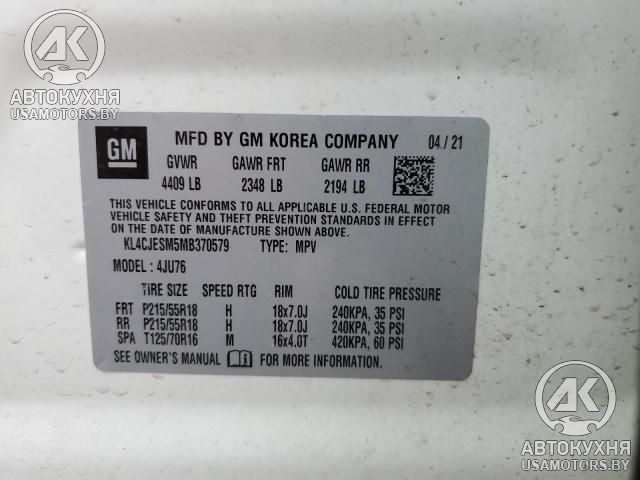 АК
АВТОКУХНЯ
USAMOTORS.BY
GM
MFD BY GM KOREA COMPANY 04/21
GVWR GAWR FRT GAWR RR
4409 LB 2348 LB 2194 LB
THIS VEHICLE CONFORMS TO ALL APPLICABLE U.S. FEDERAL MOTOR
VEHICLE SAFETY AND THEFT PREVENTION STANDARDS IN EFFECT
ON THE DATE OF MANUFACTURE SHOWN ABOVE.
KL4CJESM5MB370579 TYPE: MPV
MODEL: 4JU76
TIRE SIZE SPEED RTG RIM COLD TIRE PRESSURE
FRT P215/55R18 H 18x7.0J 240KPA, 35 PSI
RR P215/55R18 H 18x7.0J 240KPA, 35 PSI
SPA T125/70R16 M 16x4.0T 420KPA, 60 PSI
SEE OWNER'S MANUAL FOR MORE INFORMATION.
АК
АВТОКУХНЯ
USAMOTORS.BY